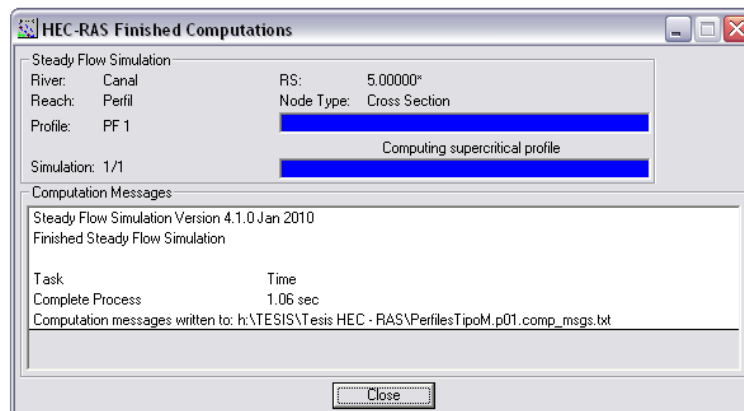 HEC-RAS Finished Computations
Steady Flow Simulation
River: Canal RS: 5.00000*
Reach: Perfil Node Type: Cross Section
Profile: PF 1
Computing supercritical profile
Simulation: 1/1
Computation Messages
Steady Flow Simulation Version 4.1.0 Jan 2010
Finished Steady Flow Simulation
Task Time
Complete Process 1.06 sec
Computation messages written to: h:\TESIS\Tesis HEC - RAS\PerfilesTipoM.p01.comp_msgs.txt
Close